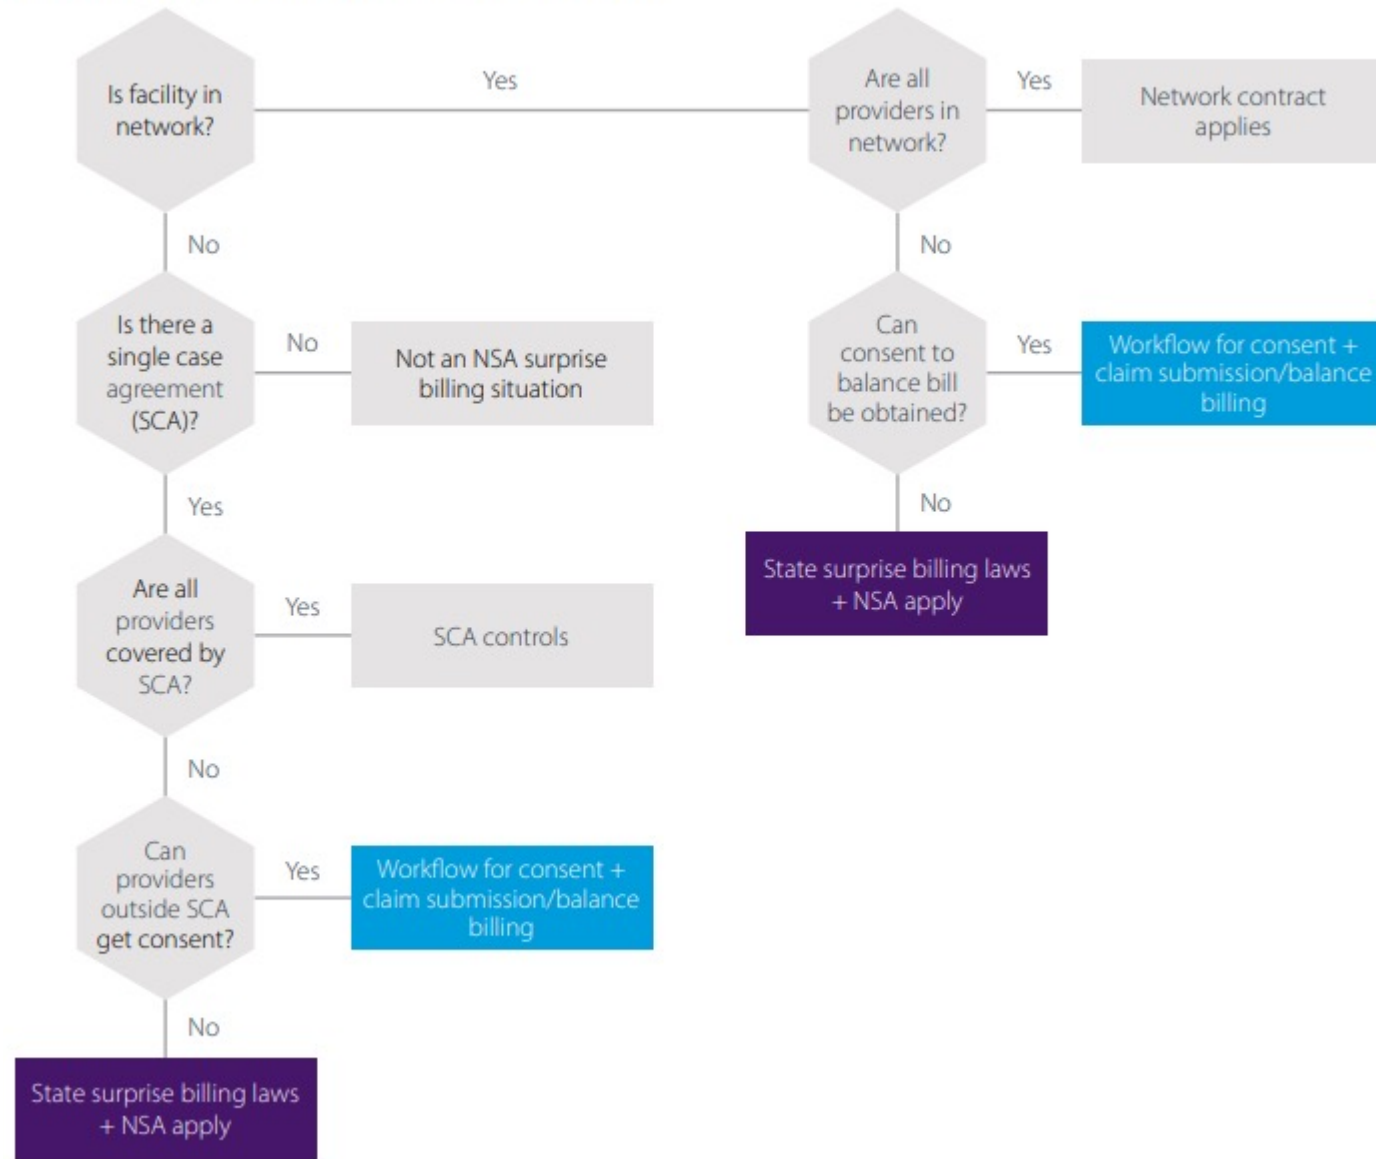 Is facility in
network?
Yes
Are all
providers in
network?
Yes
Network contract
applies
No
No
Is there a
single case
agreement
(SCA)?
No
Not an NSA surprise
billing situation
Can
consent to
balance bill
be obtained?
Yes
Workflow for consent +
claim submission/balance
billing
Yes
No
State surprise billing laws
+ NSA apply
Are all
providers
covered by
SCA?
Yes
SCA controls
No
Can
providers
outside SCA
get consent?
Yes
Workflow for consent +
claim submission/balance
billing
No
State surprise billing laws
+ NSA apply